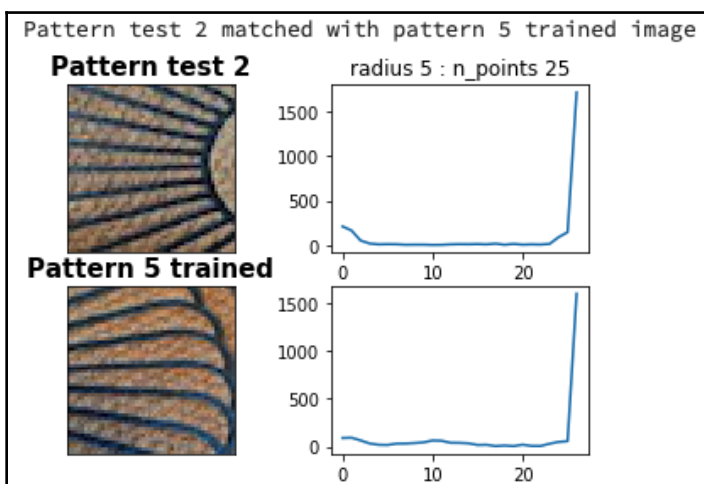 Pattern test 2 matched with pattern 5 trained image
Pattern test 2
radius 5 : n_points 25
1500
1000
500
0
0 10 20
Pattern 5 trained
1500
1000
500
0
0 10 20